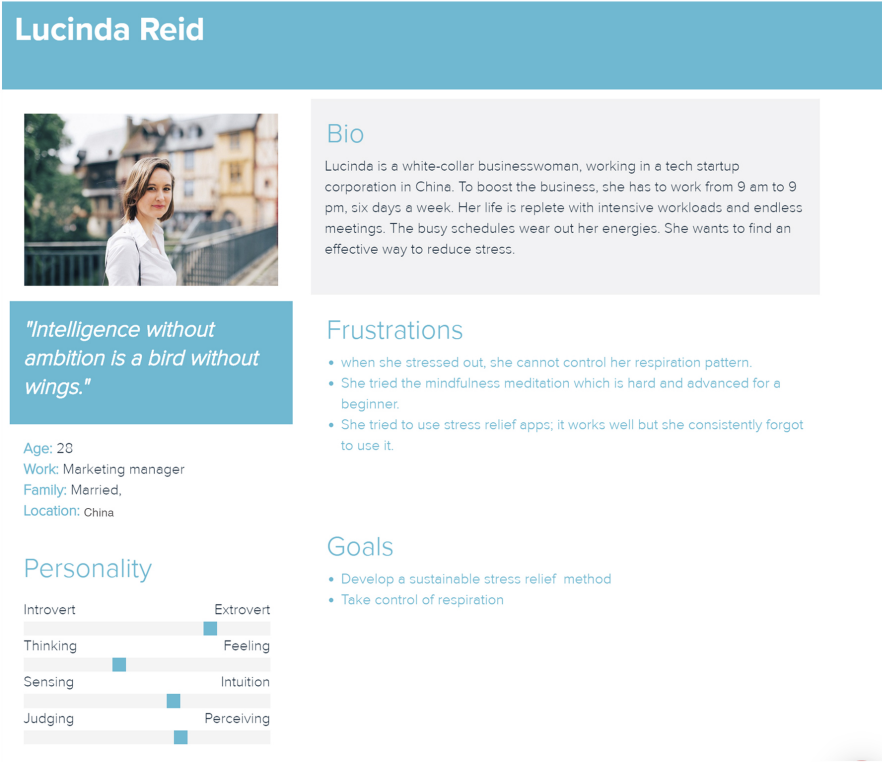 Lucinda Reid
Bio
Lucinda is a white-collar businesswoman, working in a tech startup
corporation in China. To boost the business, she has to work from 9 am to 9
pm, six days a week. Her life is replete with intensive workloads and endless
meetings. The busy schedules wear out her energies. She wants to find an
effective way to reduce stress.
"Intelligence without
ambition is a bird without
wings."
Age: 28
Work: Marketing manager
Family: Married,
Location: China
Personality
Introvert Extrovert
Thinking Feeling
Sensing Intuition
Judging Perceiving
Frustrations
• when she stressed out, she cannot control her respiration pattern.
• She tried the mindfulness meditation which is hard and advanced for a
beginner.
• She tried to use stress relief apps; it works well but she consistently forgot
to use it.
Goals
• Develop a sustainable stress relief method
• Take control of respiration